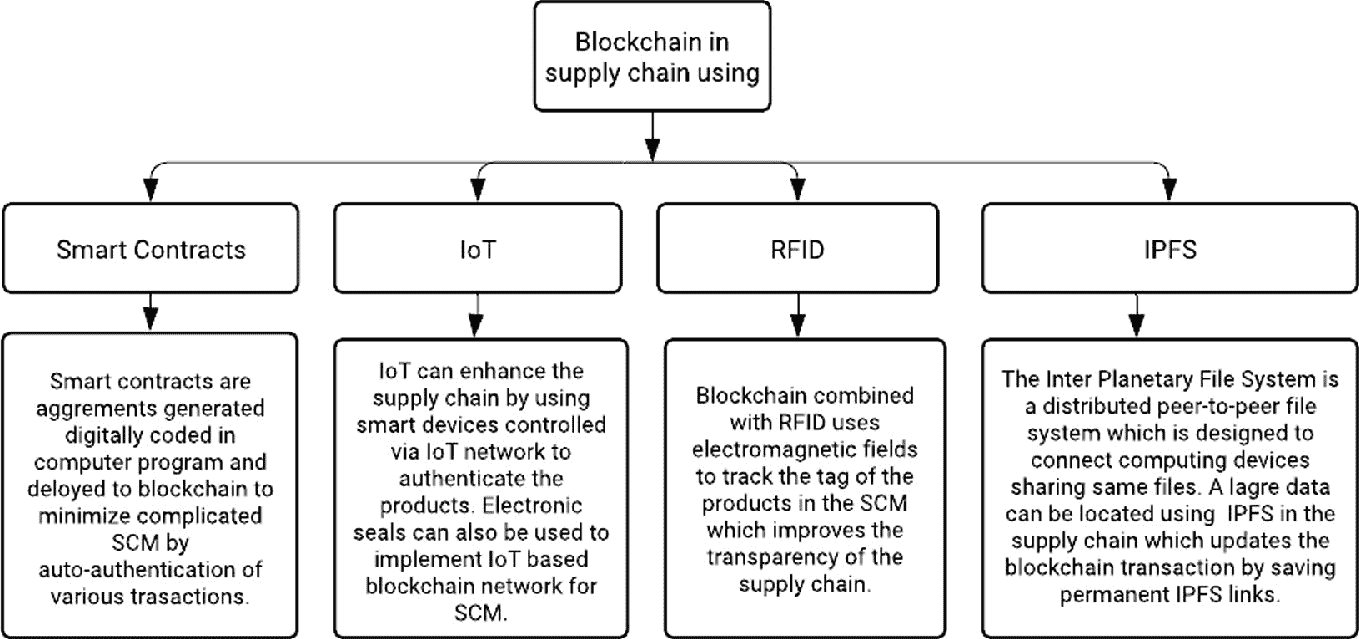 Blockchain in
supply chain using
Smart Contracts
IoT
RFID
IPFS
Smart contracts are
aggrements generated
digitally coded in
computer program and
deloyed to blockchain to
minimize complicated
SCM by
auto-authentication of
various trasactions.
IoT can enhance the
supply chain by using
smart devices controlled
via IoT network to
authenticate the
products. Electronic
seals can also be used to
implement IoT based
blockchain network for
SCM.
Blockchain combined
with RFID uses
electromagnetic fields
to track the tag of the
products in the SCM
which improves the
transparency of the
supply chain.
The Inter Planetary File System is
a distributed peer-to-peer file
system which is designed to
connect computing devices
sharing same files. A lagre data
can be located using IPFS in the
supply chain which updates the
blockchain transaction by saving
permanent IPFS links.